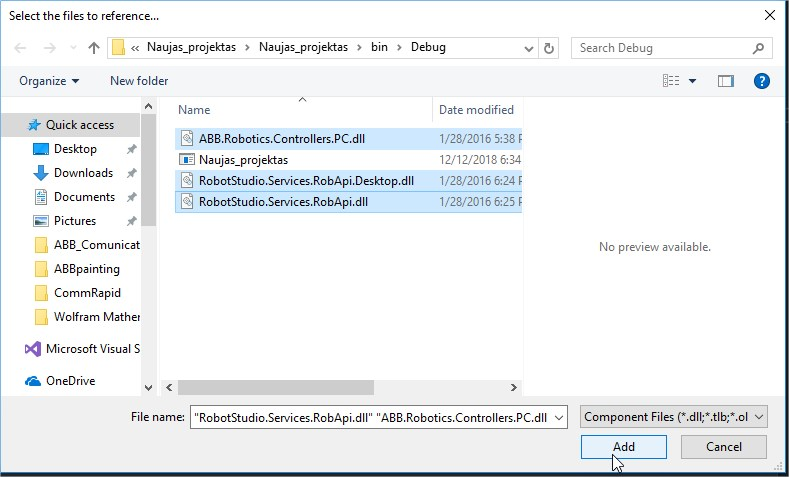 Select the files to reference...
« Naujas_projektas > Naujas_projektas > bin > Debug
Search Debug
Organize
New folder
Name
Date modified
Quick access
Desktop
Downloads
Documents
Pictures
ABB_Comunicat
ABBpainting
CommRapid
Wolfram Mather
Microsoft Visual S
OneDrive
ABB.Robotics.Controllers.PC.dll 1/28/2016 5:38 P
Naujas_projektas 12/12/2018 6:34
RobotStudio.Services.RobApi.Desktop.dll 1/28/2016 6:24 P
RobotStudio.Services.RobApi.dll 1/28/2016 6:25 P
No preview available.
File name: "RobotStudio.Services.RobApi.dll" "ABB.Robotics.Controllers.PC.dll
Component Files (*.dll;*.tlb;*.ol
Add
Cancel